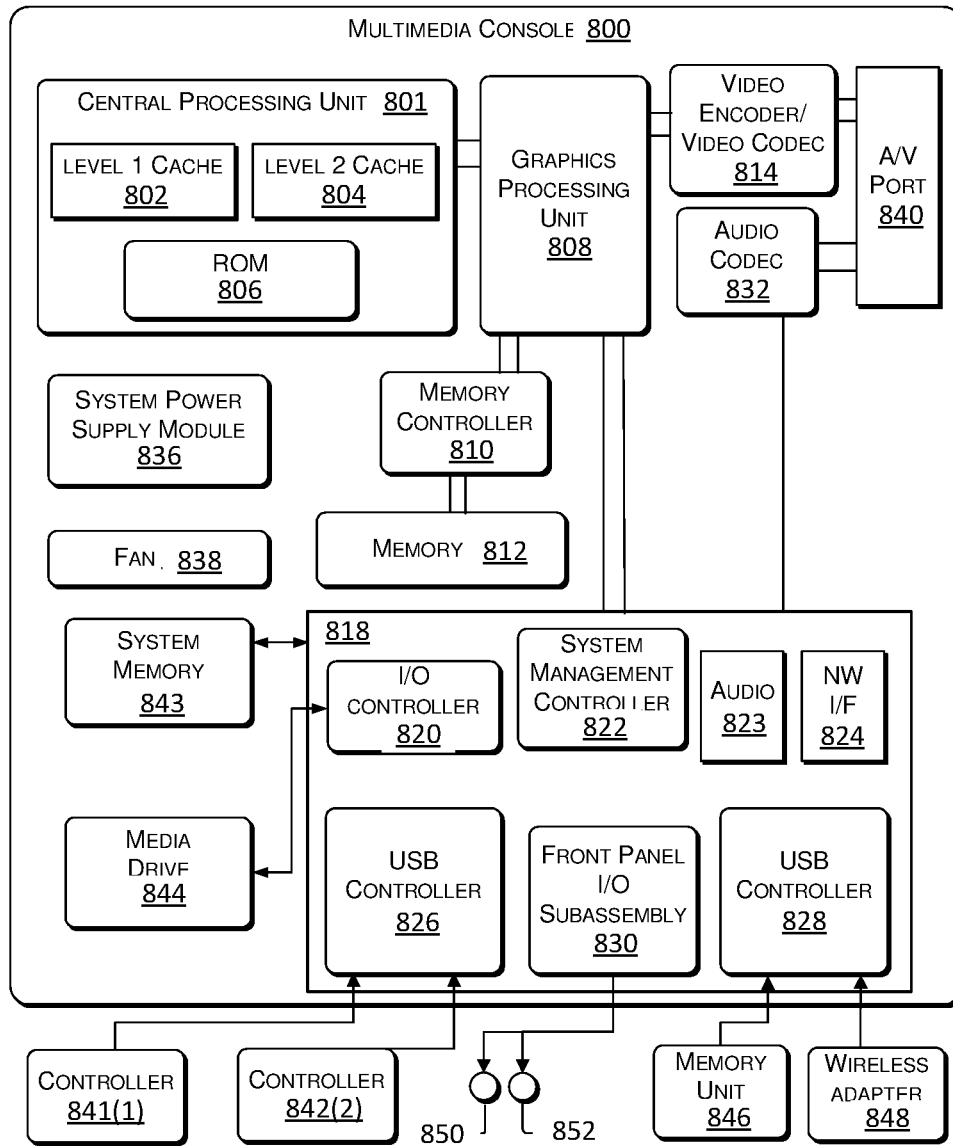 MULTIMEDIA CONSOLE 800
CENTRAL PROCESSING UNIT 801
LEVEL 1 CACHE
802
LEVEL 2 CACHE
804
ROM
806
GRAPHICS
PROCESSING
UNIT
808
VIDEO
ENCODER/
VIDEO CODEC
814
A/V
PORT
840
AUDIO
CODEC
832
SYSTEM POWER
SUPPLY MODULE
836
MEMORY
CONTROLLER
810
MEMORY 812
FAN . 838
SYSTEM
MEMORY
843
818
I/O
CONTROLLER
820
SYSTEM
MANAGEMENT
CONTROLLER
822
AUDIO
823
NW
I/F
824
MEDIA
DRIVE
844
USB
CONTROLLER
826
FRONT PANEL
I/O
SUBASSEMBLY
830
USB
CONTROLLER
828
CONTROLLER
841(1)
CONTROLLER
842(2)
850
852
MEMORY
UNIT
846
WIRELESS
ADAPTER
848